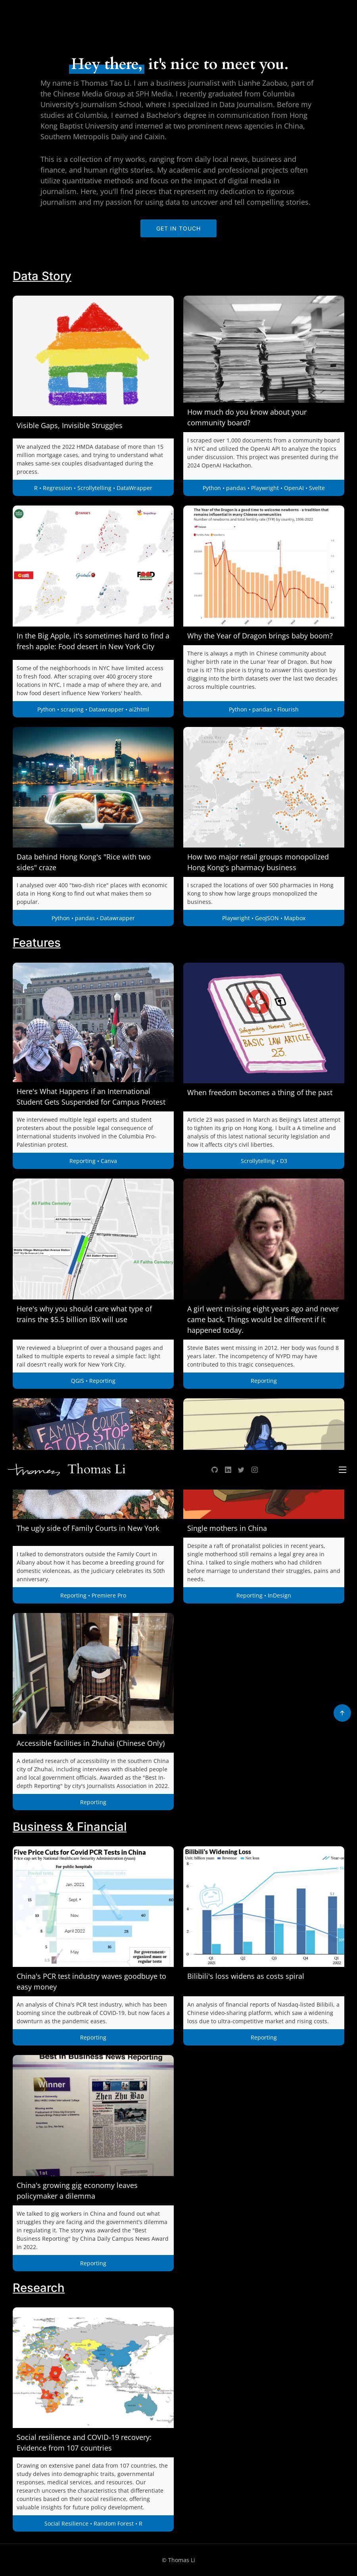 Hey there, it's nice to meet you.
My name is Thomas Tao Li. I am a business journalist with Lianhe Zaobao, part of
the Chinese Media Group at SPH Media. I recently graduated from Columbia
University's Journalism School, where I specialized in Data Journalism. Before my
studies at Columbia, I earned a Bachelor's degree in communication from Hong
Kong Baptist University and interned at two prominent news agencies in China,
Southern Metropolis Daily and Caixin.
This is a collection of my works, ranging from daily local news, business and
finance, and human rights stories. My academic and professional projects often
utilize quantitative methods and focus on the impact of digital media in
journalism. Here, you'll find pieces that represent my dedication to rigorous
journalism and my passion for using data to uncover and tell compelling stories.
GET IN TOUCH
Data Story
Visible Gaps, Invisible Struggles
We analyzed the 2022 HMDA database of more than 15
million mortgage cases, and trying to understand what
makes same-sex couples disadvantaged during the
process.
R • Regression • Scrollytelling • DataWrapper
How much do you know about your
community board?
I scraped over 1,000 documents from a community board
in NYC and utilized the OpenAI API to analyze the topics
under discussion. This project was presented during the
2024 OpenAI Hackathon.
Python • pandas • Playwright • OpenAI • Svelte
In the Big Apple, it's sometimes hard to find a
fresh apple: Food desert in New York City
Some of the neighborhoods in NYC have limited access
to fresh food. After scraping over 400 grocery store
locations in NYC, I made a map of where they are, and
how food desert influence New Yorkers' health.
Python • scraping • Datawrapper • ai2html
The Year of Dragon is a good time to welcome newborns - a tradition that
remains influential in many Chinese communities
Number of newborns and total fertility rate (TFR) by country, 1996-2022
Why the Year of Dragon brings baby boom?
There is always a myth in Chinese community about
higher birth rate in the Lunar Year of Dragon. But how
true is it? This piece is trying to answer this question by
digging into the birth datasets over the last two decades
across multiple countries.
Python • pandas • Flourish
Data behind Hong Kong's "Rice with two
sides" craze
I analysed over 400 "two-dish rice" places with economic
data in Hong Kong to find out what makes them so
popular.
Python • pandas • Datawrapper
How two major retail groups monopolized
Hong Kong's pharmacy business
I scraped the locations of over 500 pharmacies in Hong
Kong to show how large groups monopolized the
business.
Playwright • GeoJSON • Mapbox
Features
Here's What Happens if an International
Student Gets Suspended for Campus Protest
We interviewed multiple legal experts and student
protesters about the potential legal consequence of
international students involved in the Columbia Pro-
Palestinian protest.
Reporting • Canva
Safeguarding National Security
BASIC LAW ARTICLE
23
When freedom becomes a thing of the past
Article 23 was passed in March as Beijing's latest attempt
to tighten its grip on Hong Kong. I built a A timeline and
analysis of this latest national security legislation and
how it affects city's civil liberties.
Scrollytelling • D3
All Faiths Cemetery
All Faiths Cemetery
Here's why you should care what type of
trains the $5.5 billion IBX will use
We reviewed a blueprint of over a thousand pages and
talked to multiple experts to reveal a simple fact: light
rail doesn't really work for New York City.
QGIS • Reporting
A girl went missing eight years ago and never
came back. Things would be different if it
happened today.
Stevie Bates went missing in 2012. Her body was found 8
years later. The incompetency of NYPD may have
contributed to this tragic consequences.
Reporting
FAMILY COURT
STOP
Thomas Li
The ugly side of Family Courts in New York
I talked to demonstrators outside the Family Court in
Albany about how it has become a breeding ground for
domestic violenceas, as the judiciary celebrates its 50th
anniversary.
Reporting • Premiere Pro
Single mothers in China
Despite a raft of pronatalist policies in recent years,
single motherhood still remains a legal grey area in
China. I talked to single mothers who had children
before marriage to understand their struggles, pains and
needs.
Reporting • InDesign
Accessible facilities in Zhuhai (Chinese Only)
A detailed research of accessibility in the southern China
city of Zhuhai, including interviews with disabled people
and local government officials. Awarded as the "Best In-
depth Reporting" by city's Journalists Association in 2022.
Reporting
Business & Financial
Five Price Cuts for Covid PCR Tests in China
For public hospitals
Jan. 2021
Sept.
April 2022
May
For government-
organized mass or
regular tests
China's PCR test industry waves goodbuye to
easy money
An analysis of China's PCR test industry, which has been
booming since the outbreak of COVID-19, but now faces a
downturn as the pandemic eases.
Reporting
Bilibili's Widening Loss
Bilibili's loss widens as costs spiral
An analysis of financial reports of Nasdaq-listed Bilibili, a
Chinese video-sharing platform, which saw a widening
loss due to ultra-competitive market and rising costs.
Reporting
Best in Business News Reporting
Winner
Zhen Zhu Bao
China's growing gig economy leaves
policymaker a dilemma
We talked to gig workers in China and found out what
struggles they are facing and the government's dilemma
in regulating it. The story was awarded the "Best
Business Reporting" by China Daily Campus News Award
in 2022.
Reporting
Research
Social resilience and COVID-19 recovery:
Evidence from 107 countries
Drawing on extensive panel data from 107 countries, the
study delves into demographic traits, governmental
responses, medical services, and resources. Our
research uncovers the characteristics that differentiate
countries based on their social resilience, offering
valuable insights for future policy development.
Social Resilience • Random Forest • R
© Thomas Li